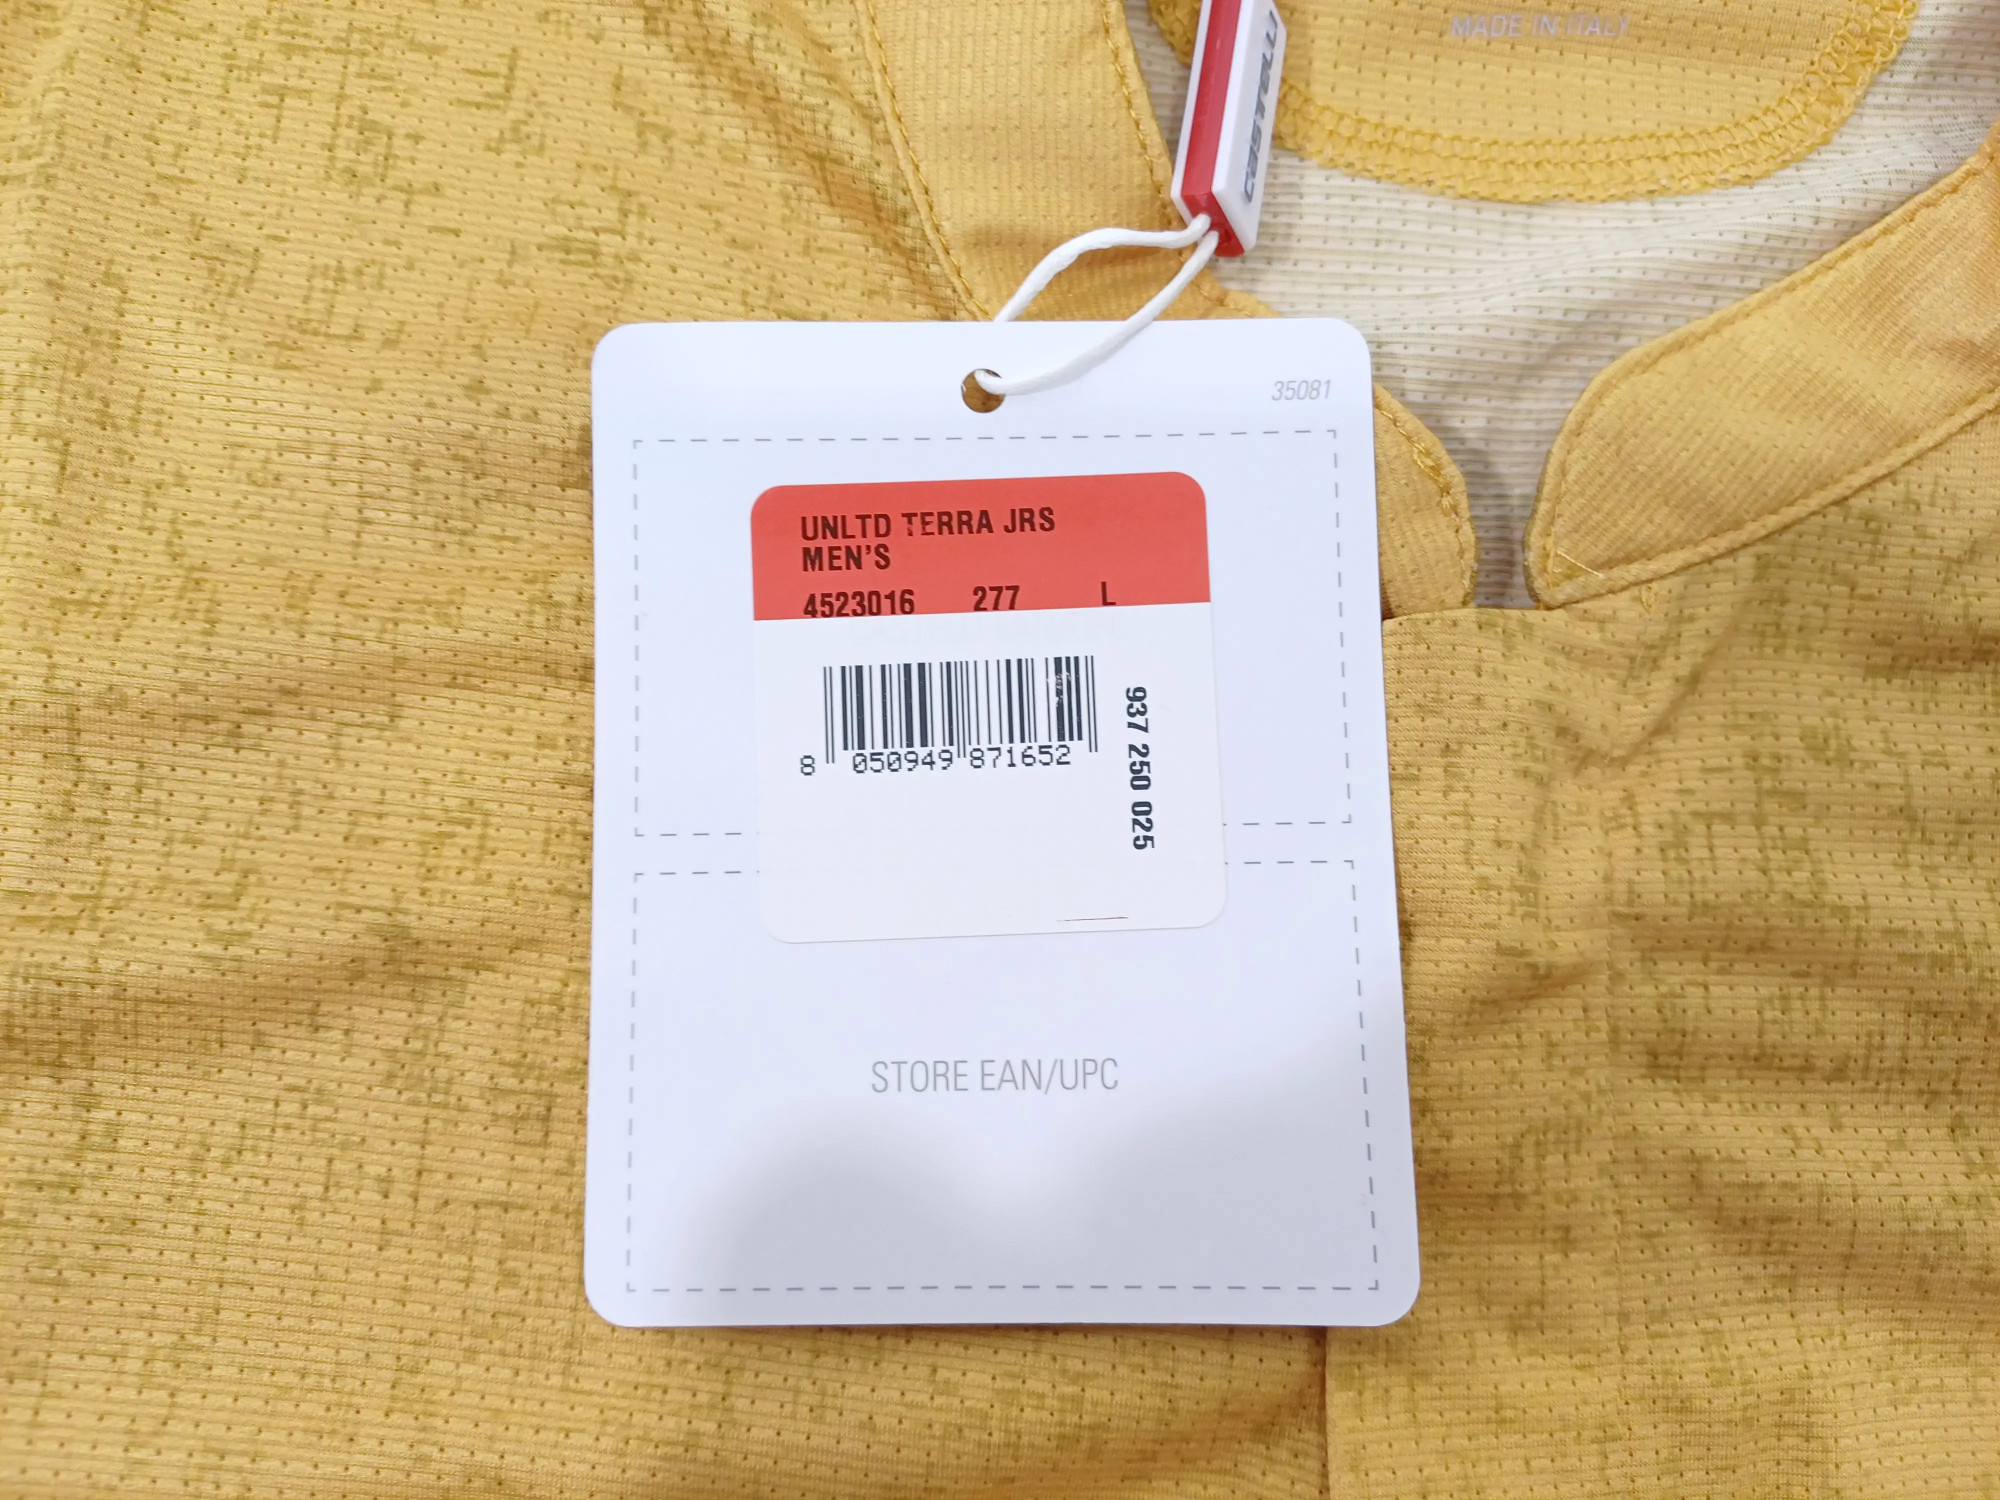 MADE IN ITALY
castelli
35081
UNLTD TERRA JRS
MEN'S
4523016 277 L
8 050949 871652
937 250 025
STORE EAN/UPC